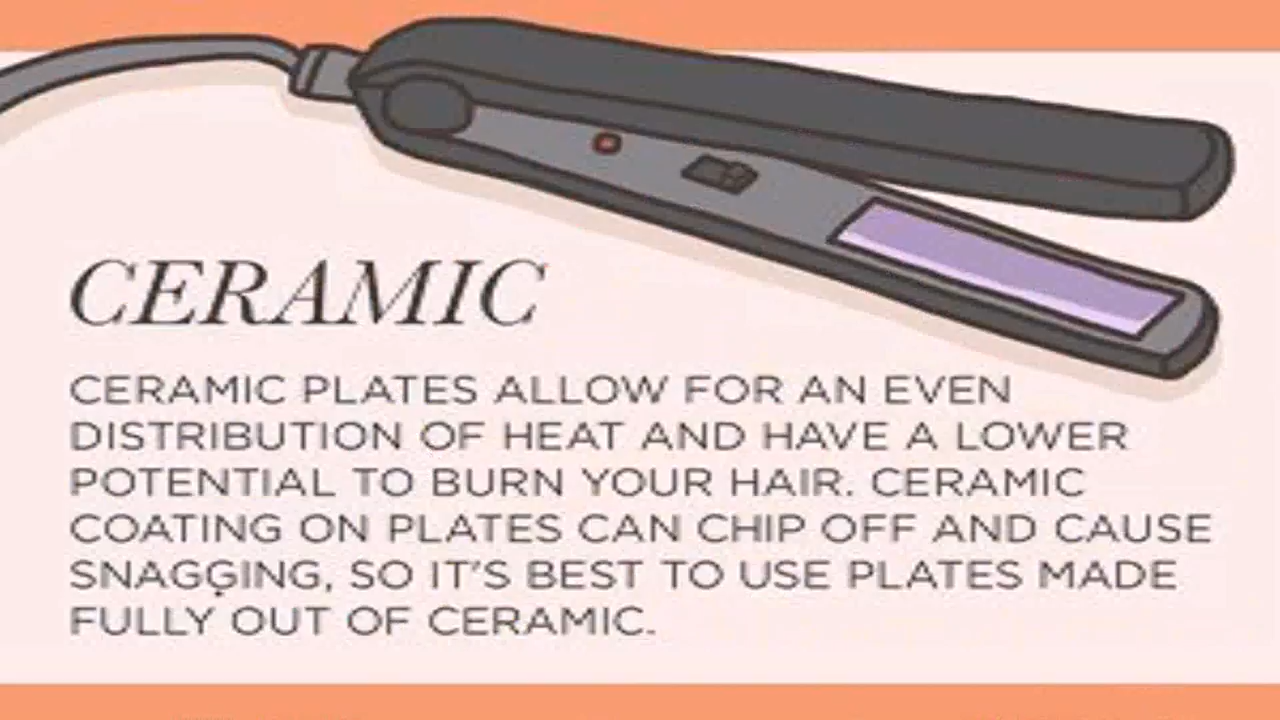 CERAMIC
CERAMIC PLATES ALLOW FOR AN EVEN
DISTRIBUTION OF HEAT AND HAVE A LOWER
POTENTIAL TO BURN YOUR HAIR. CERAMIC
COATING ON PLATES CAN CHIP OFF AND CAUSE
SNAGGING, SO IT'S BEST TO USE PLATES MADE
FULLY OUT OF CERAMIC.